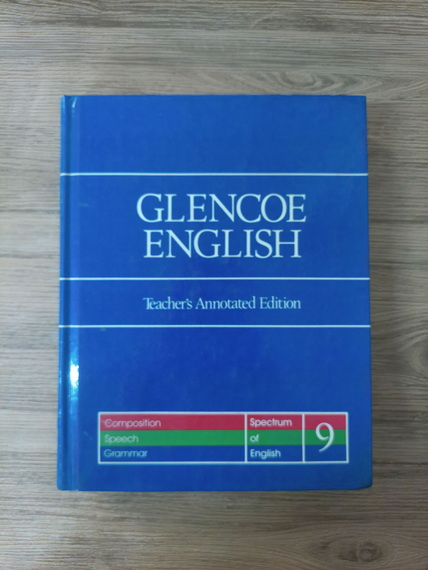 GLENCOE
ENGLISH
Teacher's Annotated Edition
Composition
Speech
Grammar
Spectrum
of
English
9